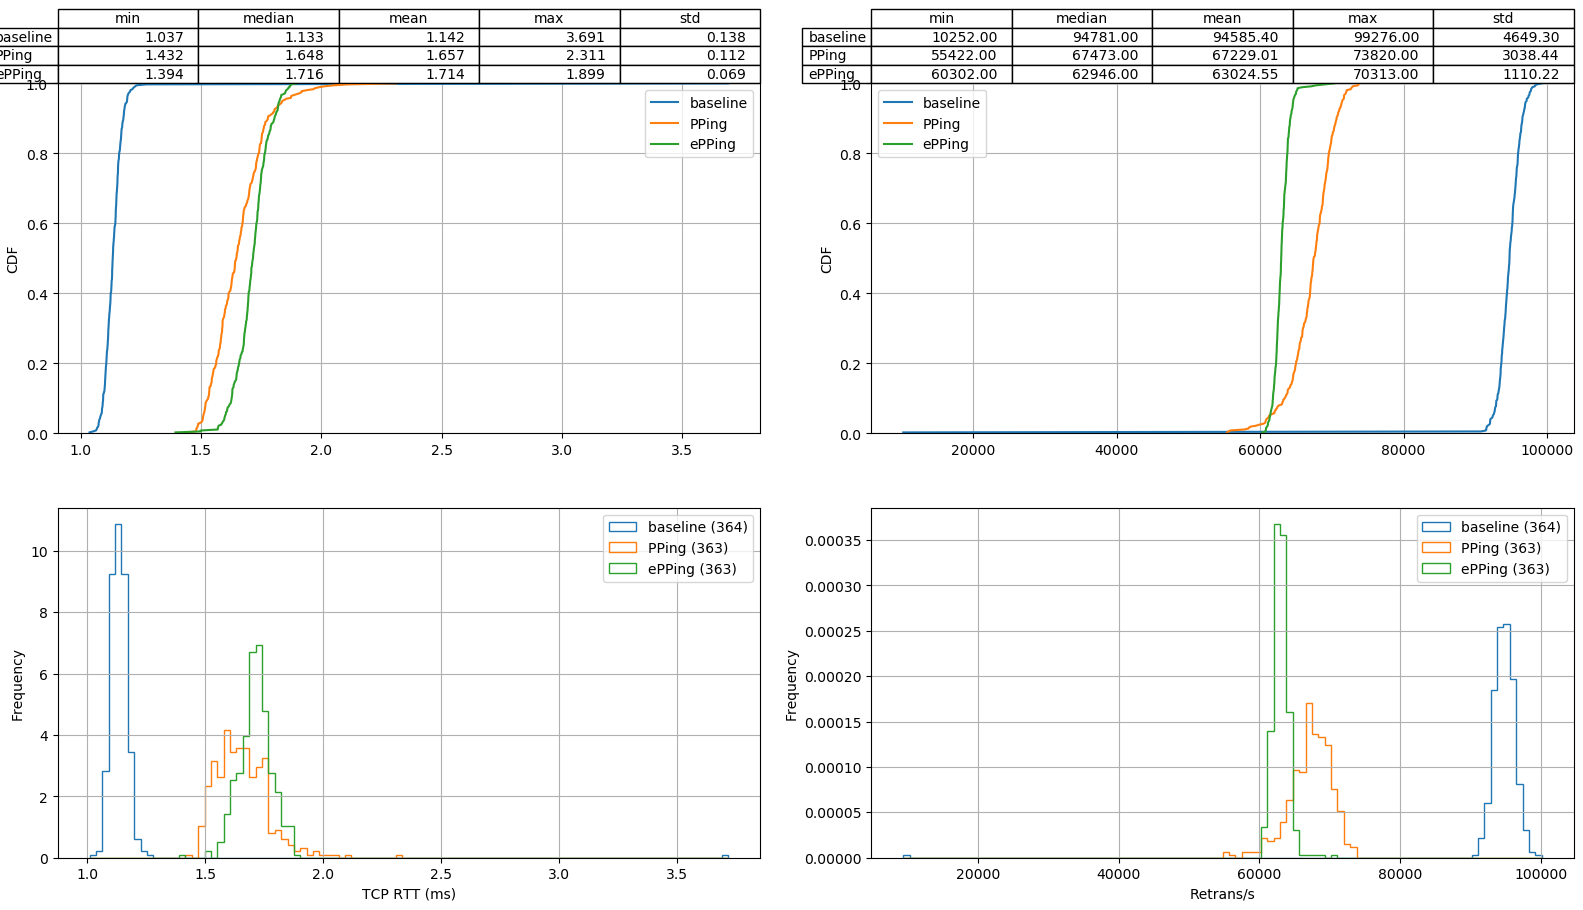 min median mean max std
baseline 1.037 1.133 1.142 3.691 0.138
PPing 1.432 1.648 1.657 2.311 0.112
ePPing 1.394 1.716 1.714 1.899 0.069
1.0
0.8
0.6
0.4
0.2
0.0
CDF
baseline
PPing
ePPing
1.0 1.5 2.0 2.5 3.0 3.5
min median mean max std
baseline 10252.00 94781.00 94585.40 99276.00 4649.30
PPing 55422.00 67473.00 67229.01 73820.00 3038.44
ePPing 60302.00 62946.00 63024.55 70313.00 1110.22
1.0
0.8
0.6
0.4
0.2
0.0
CDF
baseline
PPing
ePPing
20000 40000 60000 80000 100000
10
8
6
4
2
0
Frequency
baseline (364)
PPing (363)
ePPing (363)
1.0 1.5 2.0 2.5 3.0 3.5
TCP RTT (ms)
0.00035
0.00030
0.00025
0.00020
0.00015
0.00010
0.00005
0.00000
Frequency
baseline (364)
PPing (363)
ePPing (363)
20000 40000 60000 80000 100000
Retrans/s